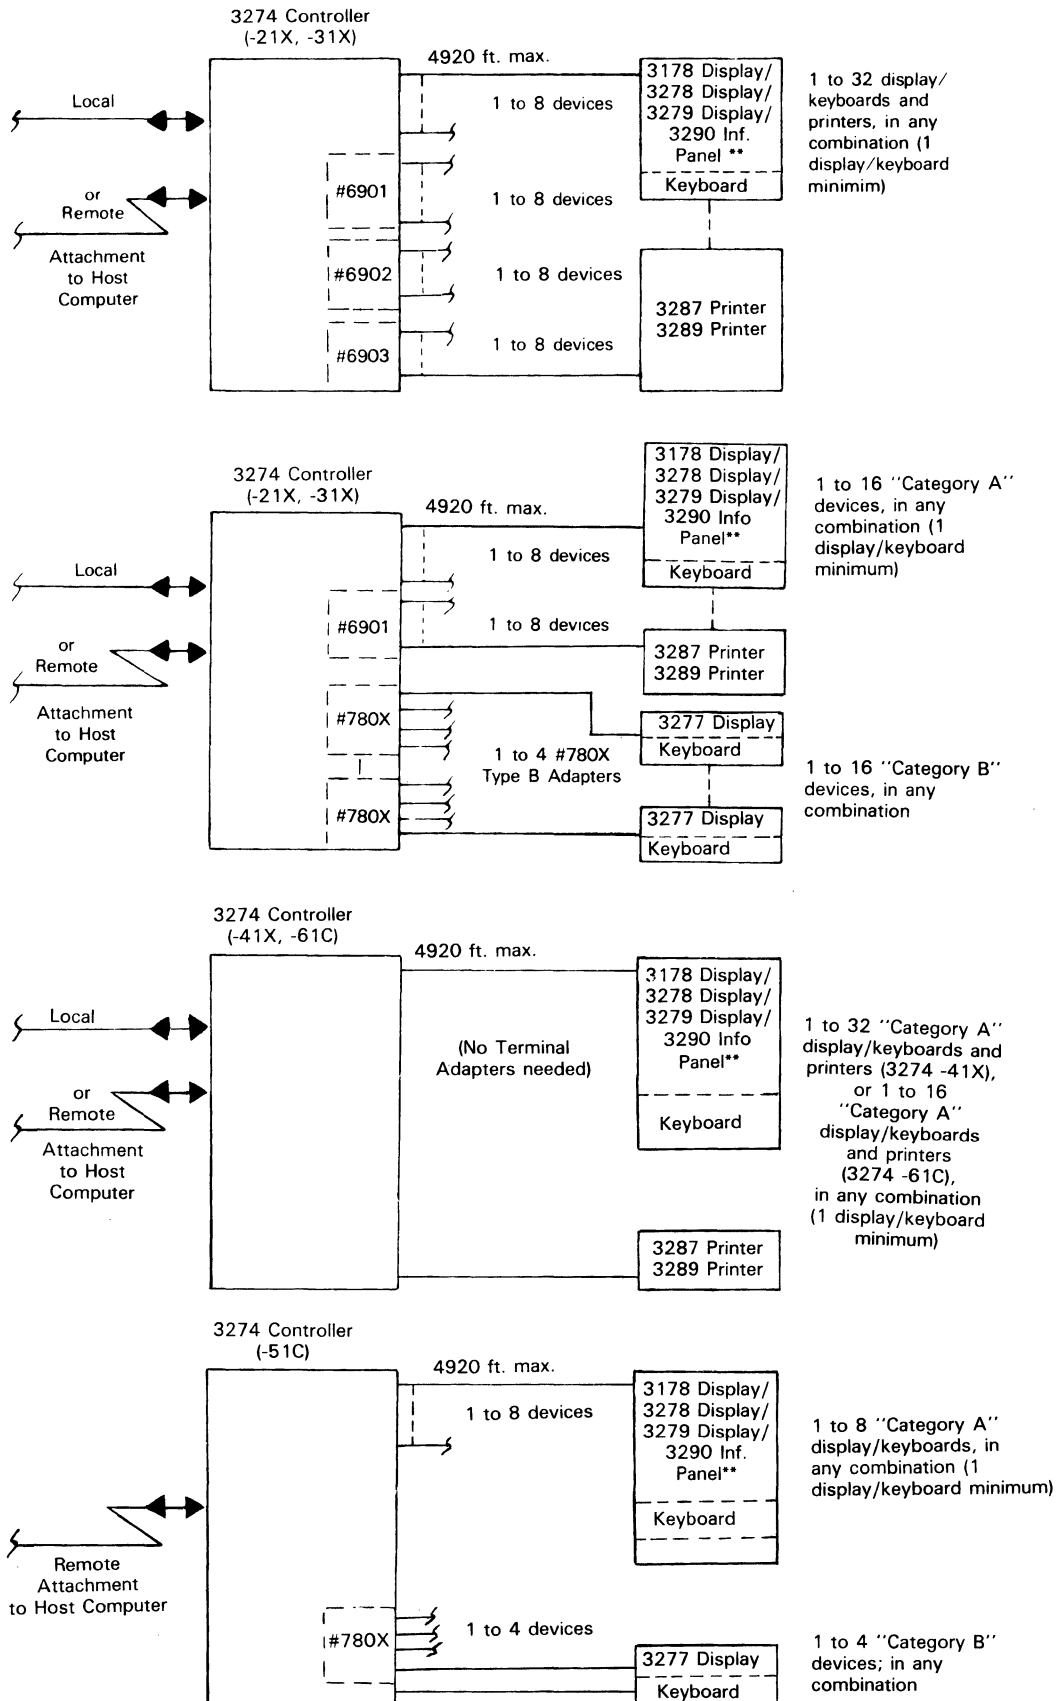 3274 Controller
(-21X, -31X)
4920 ft. max.
Local
or
Remote
Attachment
to Host
Computer
1 to 8 devices
#6901
1 to 8 devices
#6902
1 to 8 devices
#6903
1 to 8 devices
3178 Display/
3278 Display/
3279 Display/
3290 Inf.
Panel **
Keyboard
3287 Printer
3289 Printer
1 to 32 display/
keyboards and
printers, in any
combination (1
display/keyboard
minimim)
3274 Controller
(-21X, -31X)
4920 ft. max.
Local
or
Remote
Attachment
to Host
Computer
1 to 8 devices
#6901
1 to 8 devices
#780X
1 to 4 #780X
Type B Adapters
#780X
3178 Display/
3278 Display/
3279 Display/
3290 Info
Panel**
Keyboard
3287 Printer
3289 Printer
3277 Display
Keyboard
3277 Display
Keyboard
1 to 16 "Category A"
devices, in any
combination (1
display/keyboard
minimum)
1 to 16 "Category B"
devices, in any
combination
3274 Controller
(-41X, -61C)
4920 ft. max.
Local
or
Remote
Attachment
to Host
Computer
(No Terminal
Adapters needed)
3178 Display/
3278 Display/
3279 Display/
3290 Info
Panel**
Keyboard
3287 Printer
3289 Printer
1 to 32 "Category A"
display/keyboards and
printers (3274 -41X),
or 1 to 16
"Category A"
display/keyboards
and printers
(3274 -61C),
in any combination
(1 display/keyboard
minimum)
3274 Controller
(-51C)
4920 ft. max.
Remote
Attachment
to Host Computer
1 to 8 devices
#780X
1 to 4 devices
3178 Display/
3278 Display/
3279 Display/
3290 Inf.
Panel**
Keyboard
3277 Display
Keyboard
1 to 8 "Category A"
display/keyboards, in
any combination (1
display/keyboard minimum)
1 to 4 "Category B"
devices; in any
combination